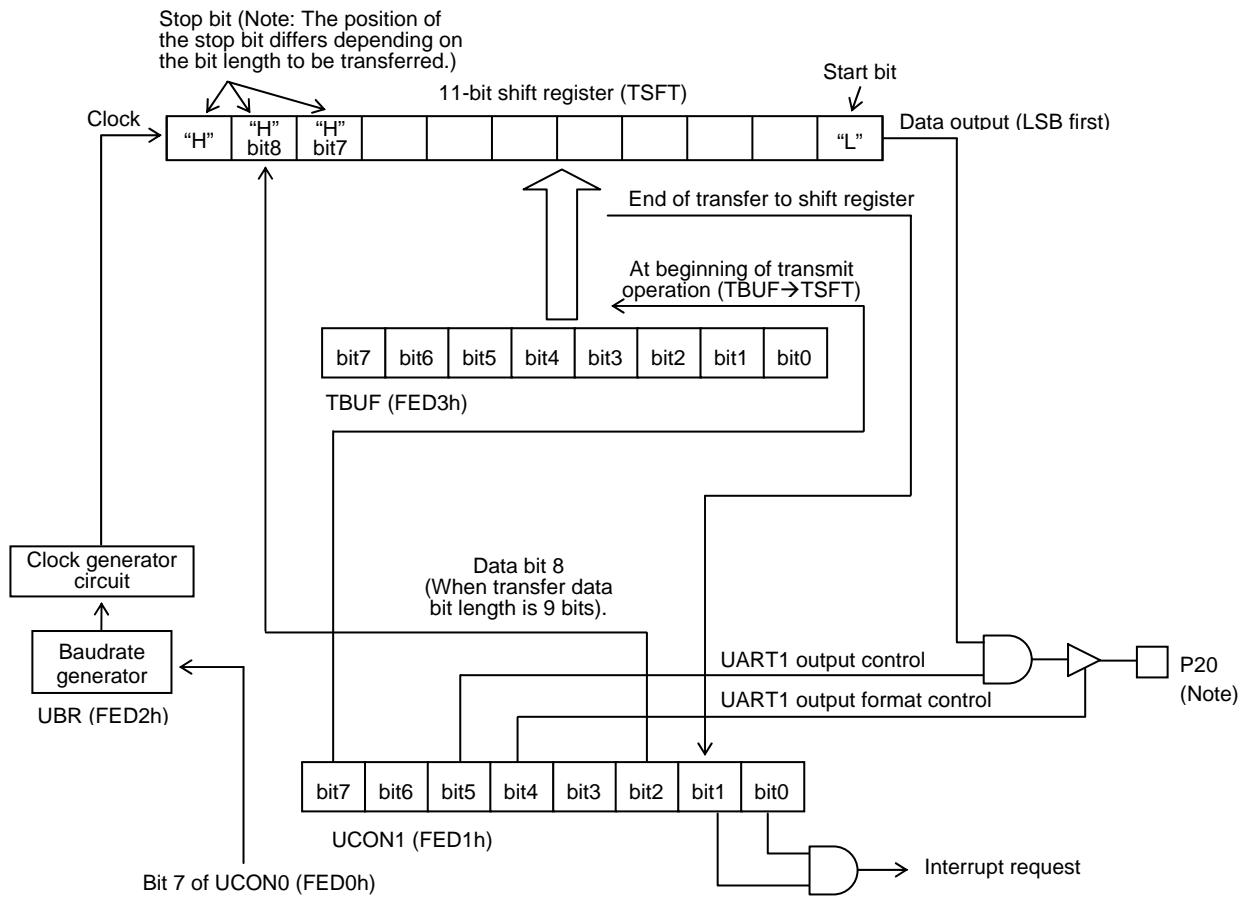 Stop bit (Note: The position of
the stop bit differs depending on
the bit length to be transferred.)
Start bit
11-bit shift register (TSFT)
Clock
Data output (LSB first)
“H”
“H”
bit8
“H”
bit7
“L”
End of transfer to shift register
At beginning of transmit
operation (TBUF→TSFT)
bit7 bit6 bit5 bit4 bit3 bit2 bit1 bit0
TBUF (FED3h)
Clock generator
circuit
Data bit 8
(When transfer data
bit length is 9 bits).
Baudrate
generator
UBR (FED2h)
UART1 output control
UART1 output format control
P20
(Note)
bit7 bit6 bit5 bit4 bit3 bit2 bit1 bit0
UCON1 (FED1h)
Interrupt request
Bit 7 of UCON0 (FED0h)